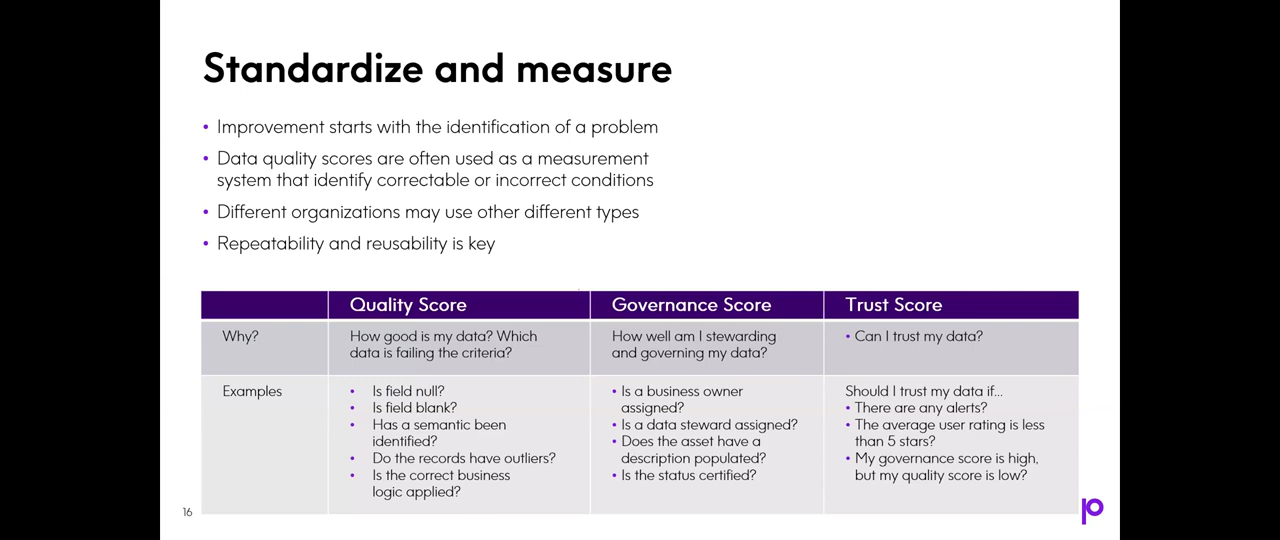 Standardize and measure
• Improvement starts with the identification of a problem
• Data quality scores are often used as a measurement
system that identify correctable or incorrect conditions
• Different organizations may use other different types
• Repeatability and reusability is key
Quality Score
Governance Score
Trust Score
Why?
How good is my data? Which
data is failing the criteria?
How well am I stewarding
and governing my data?
• Can I trust my data?
Examples
• Is field null?
• Is field blank?
• Has a semantic been
identified?
• Do the records have outliers?
• Is the correct business
logic applied?
• Is a business owner
assigned?
• Is a data steward assigned?
• Does the asset have a
description populated?
• Is the status certified?
Should I trust my data if...
• There are any alerts?
• The average user rating is less
than 5 stars?
• My governance score is high,
but my quality score is low?
16